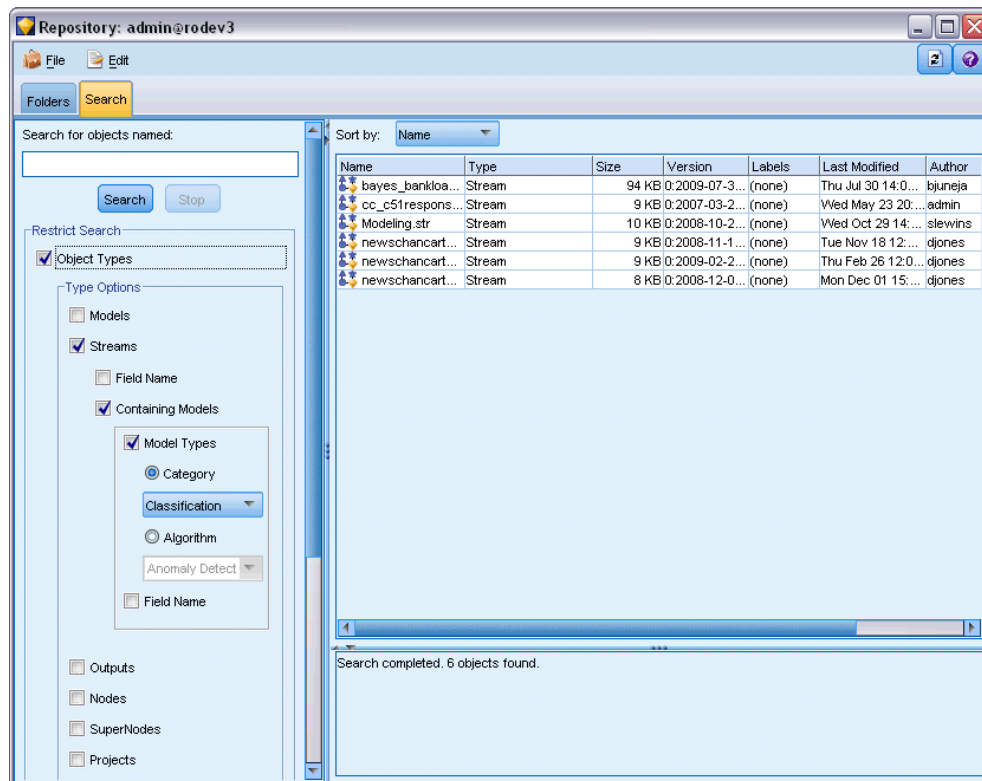 Repository: admin@rodev3
File Edit
Folders Search
Search for objects named:
Search Stop
Restrict Search
Object Types
Type Options
Models
Streams
Field Name
Containing Models
Model Types
Category
Classification
Algorithm
Anomaly Detect
Field Name
Outputs
Nodes
SuperNodes
Projects
Sort by: Name
Name Type Size Version Labels Last Modified Author
bayes_bankloa... Stream 94 KB 0:2009-07-3... (none) Thu Jul 30 14:0... bjuneja
cc_c51respons... Stream 9 KB 0:2007-03-2... (none) Wed May 23 20:... admin
Modeling.str Stream 10 KB 0:2008-10-2... (none) Wed Oct 29 14:... slewins
newschancart... Stream 9 KB 0:2008-11-1... (none) Tue Nov 18 12:... djones
newschancart... Stream 9 KB 0:2009-02-2... (none) Thu Feb 26 12:0... djones
newschancart... Stream 8 KB 0:2008-12-0... (none) Mon Dec 01 15:... djones
Search completed. 6 objects found.